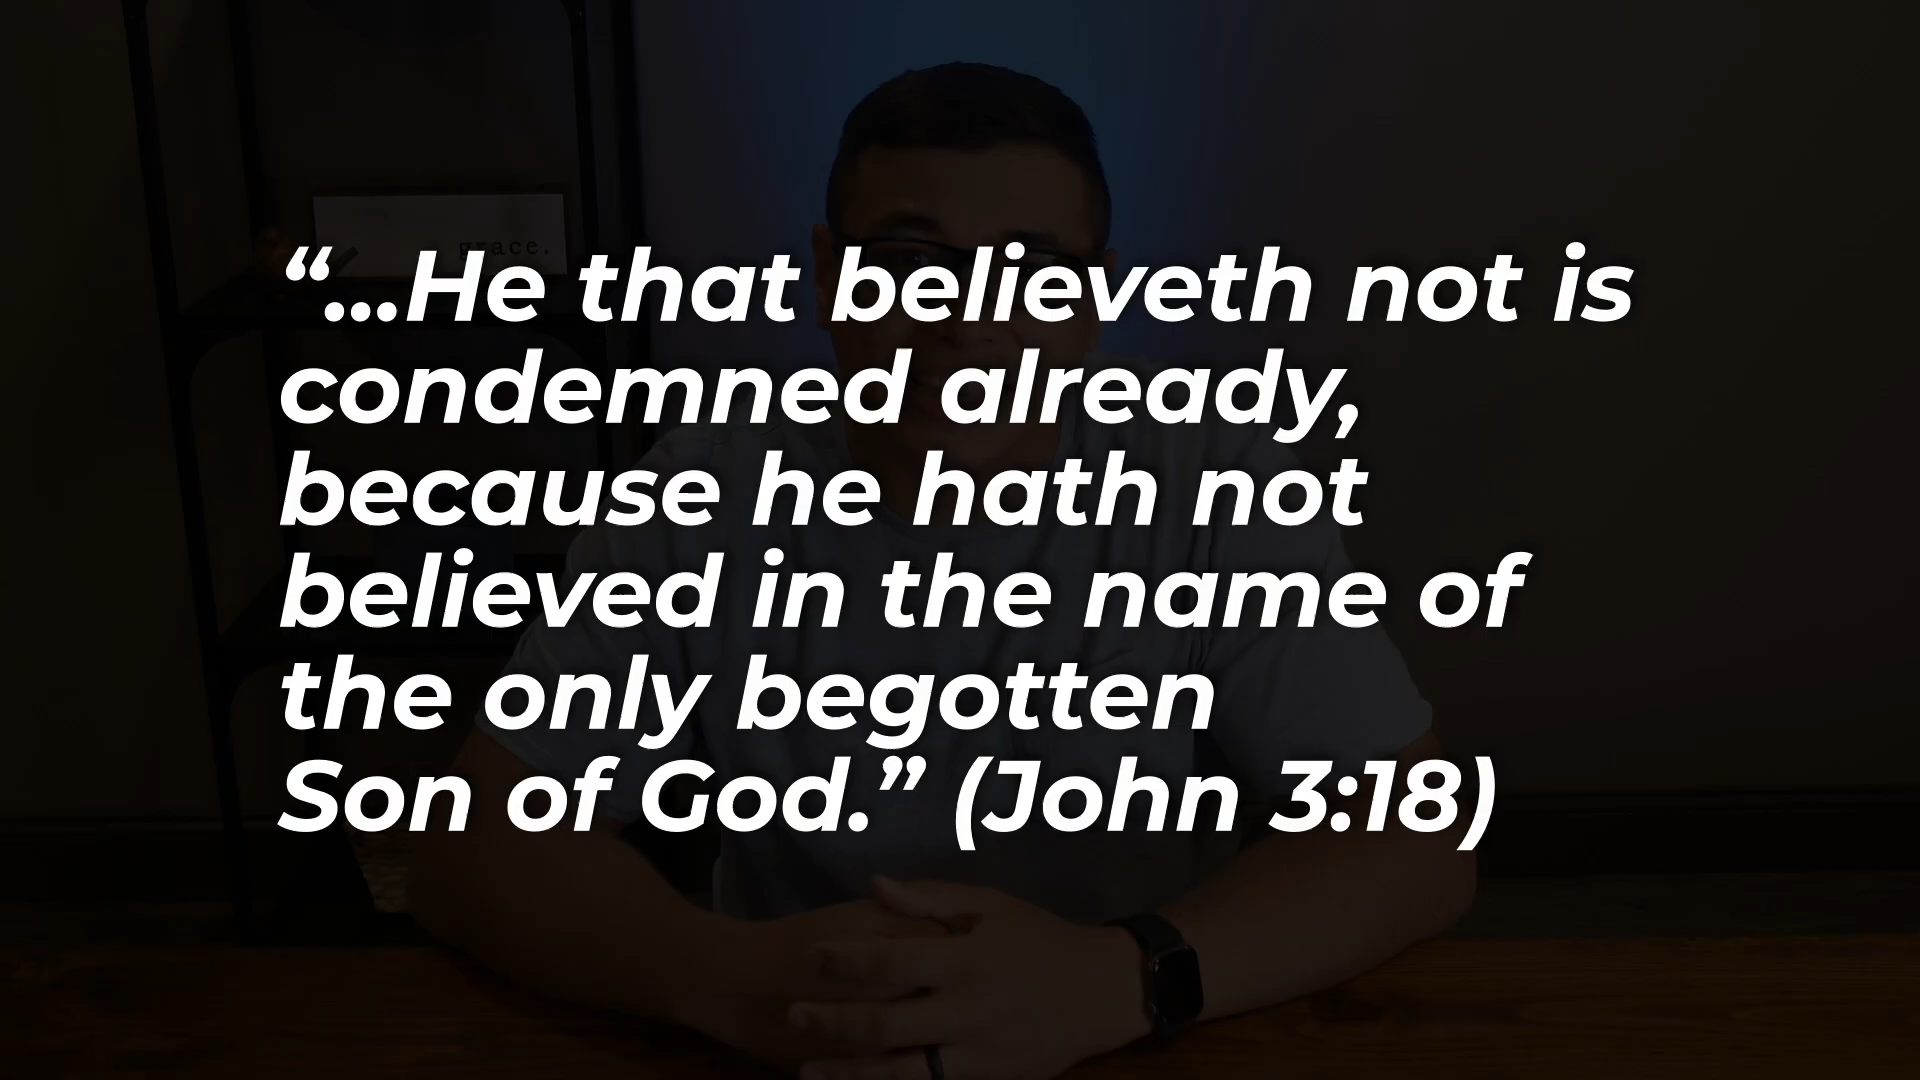 grace.
“...He that believeth not is
condemned already,
because he hath not
believed in the name of
the only begotten
Son of God.” (John 3:18)